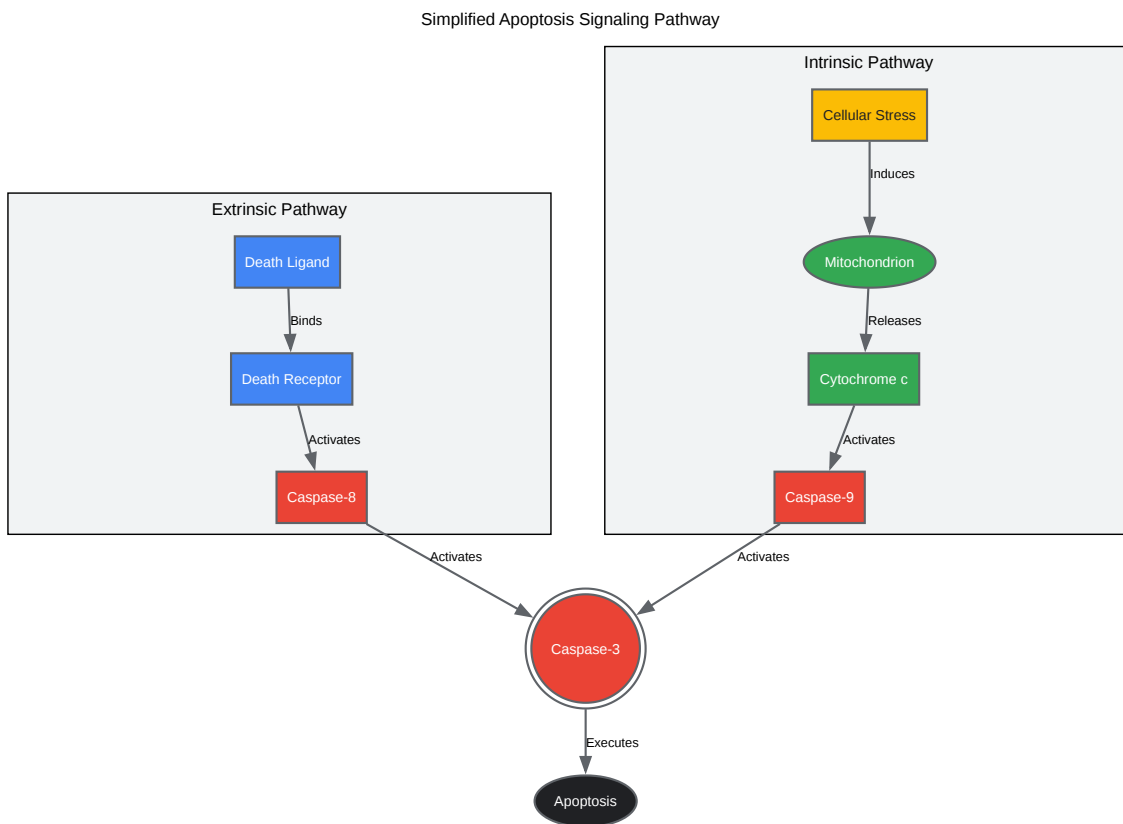 Simplified Apoptosis Signaling Pathway
Extrinsic Pathway
Death Ligand
Binds
Death Receptor
Activates
Caspase-8
Activates
Intrinsic Pathway
Cellular Stress
Induces
Mitochondrion
Releases
Cytochrome c
Activates
Caspase-9
Activates
Caspase-3
Executes
Apoptosis